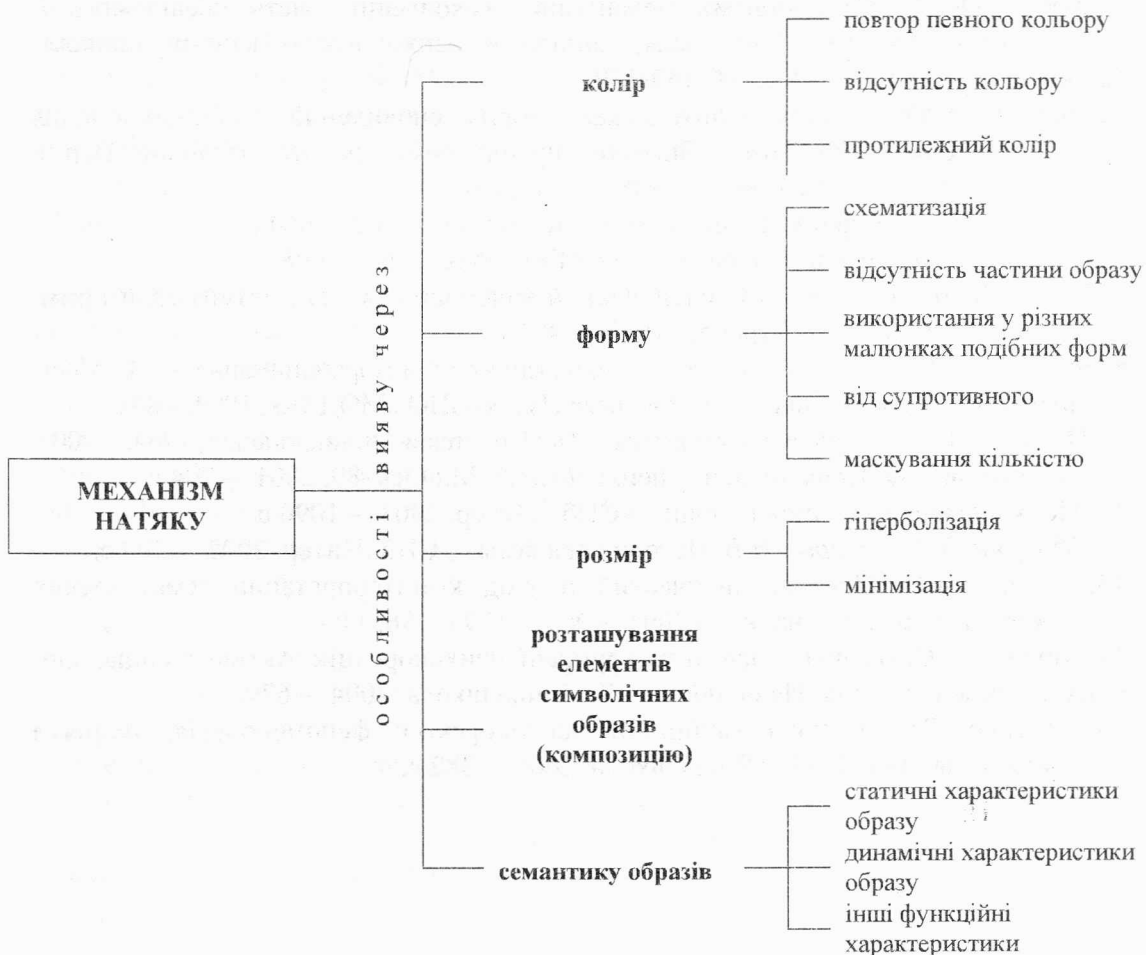 МЕХАНІЗМ
НАТЯКУ
особливості вияву через
колір
повтор певного кольору
відсутність кольору
протилежний колір
форму
схематизація
відсутність частини образу
використання у різних
малюнках подібних форм
від супротивного
маскування кількістю
розмір
гіперболізація
мінімізація
розташування
елементів
символічних
образів
(композицію)
семантику образів
статичні характеристики
образу
динамічні характеристики
образу
інші функційні
характеристики